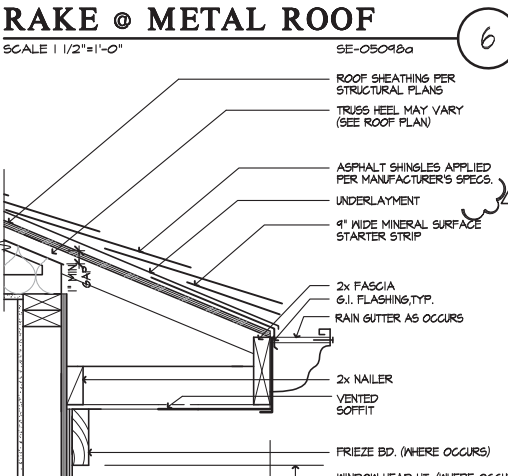 RAKE @ METAL ROOF
SCALE 1 1/2"=1'-0"
SE-05098a
6
ROOF SHEATHING PER
STRUCTURAL PLANS
TRUSS HEEL MAY VARY
(SEE ROOF PLAN)
ASPHALT SHINGLES APPLIED
PER MANUFACTURER'S SPECS.
UNDERLAYMENT
9" WIDE MINERAL SURFACE
STARTER STRIP
1" MIN
GAP
2x FASCIA
G.I. FLASHING,TYP.
RAIN GUTTER AS OCCURS
2x NAILER
VENTED
SOFFIT
FRIEZE BD. (WHERE OCCURS)